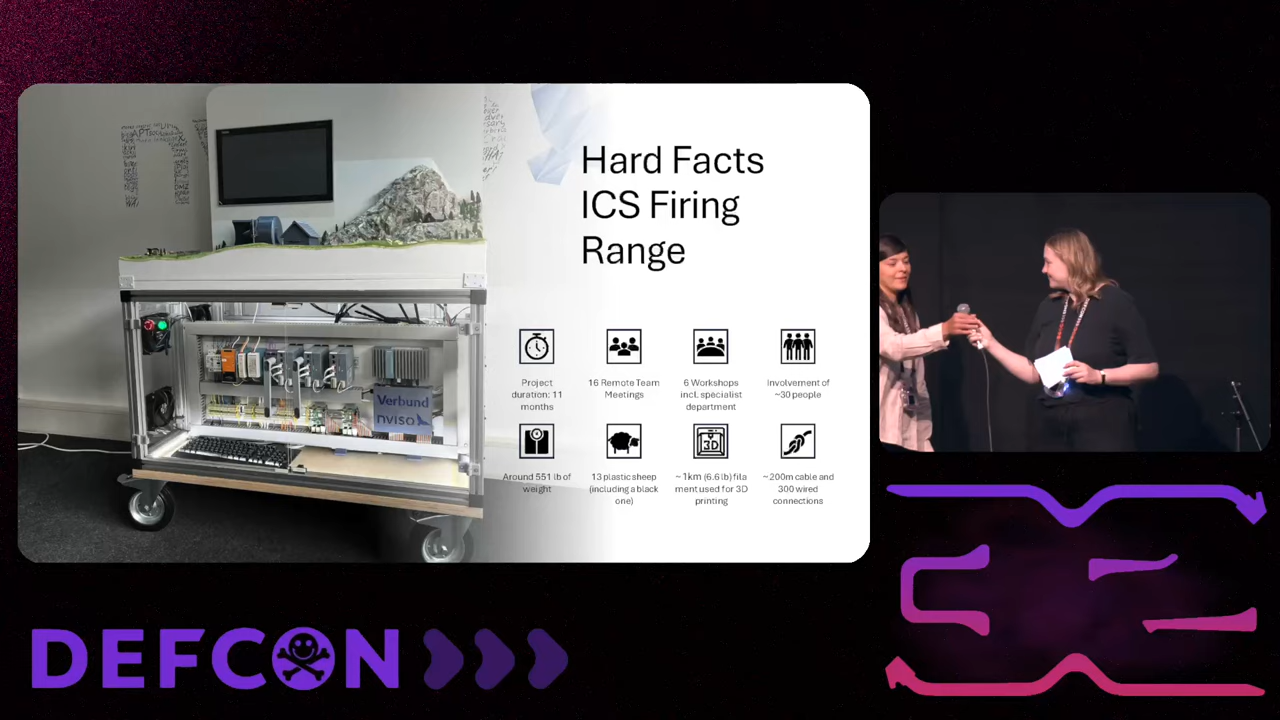 Hard Facts
ICS Firing
Range
Project
duration: 11
months
16 Remote Team
Meetings
6 Workshops
incl. specialist
department
Involvement of
~30 people
Around 551 lb of
weight
13 plastic sheep
(including a black
one)
3D
~1km (6.6 lb) fila
ment used for 3D
printing
~200m cable and
300 wired
connections
Verbund
nviso
DEFCON